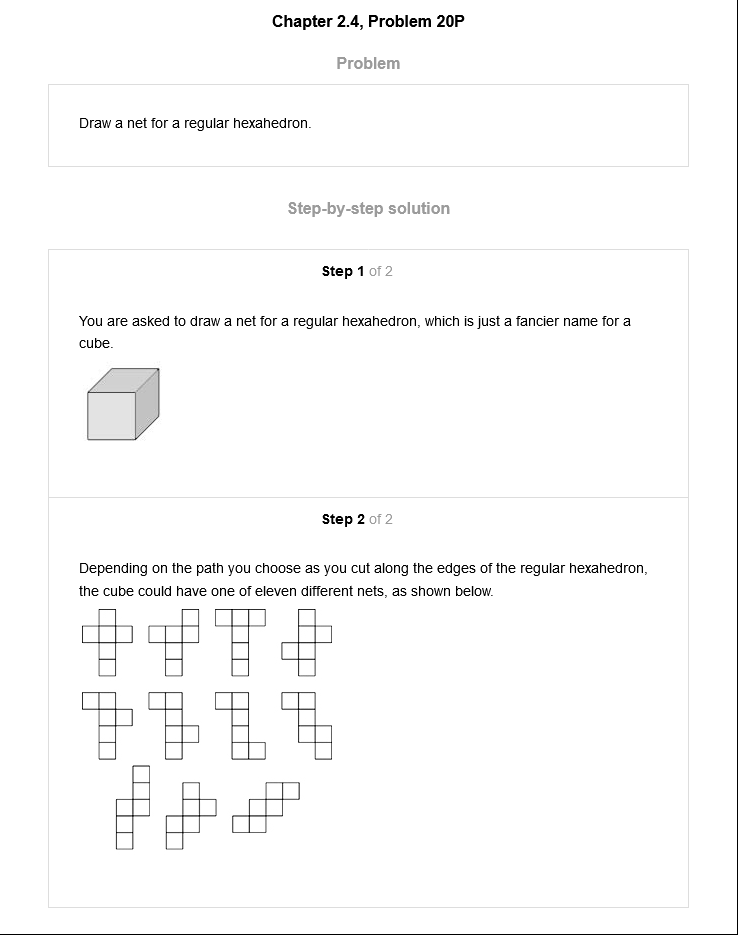 Chapter 2.4, Problem 20P
Problem
Draw a net for a regular hexahedron.
Step-by-step solution
Step 1 of 2
You are asked to draw a net for a regular hexahedron, which is just a fancier name for a
cube.
Step 2 of 2
Depending on the path you choose as you cut along the edges of the regular hexahedron,
the cube could have one of eleven different nets, as shown below.